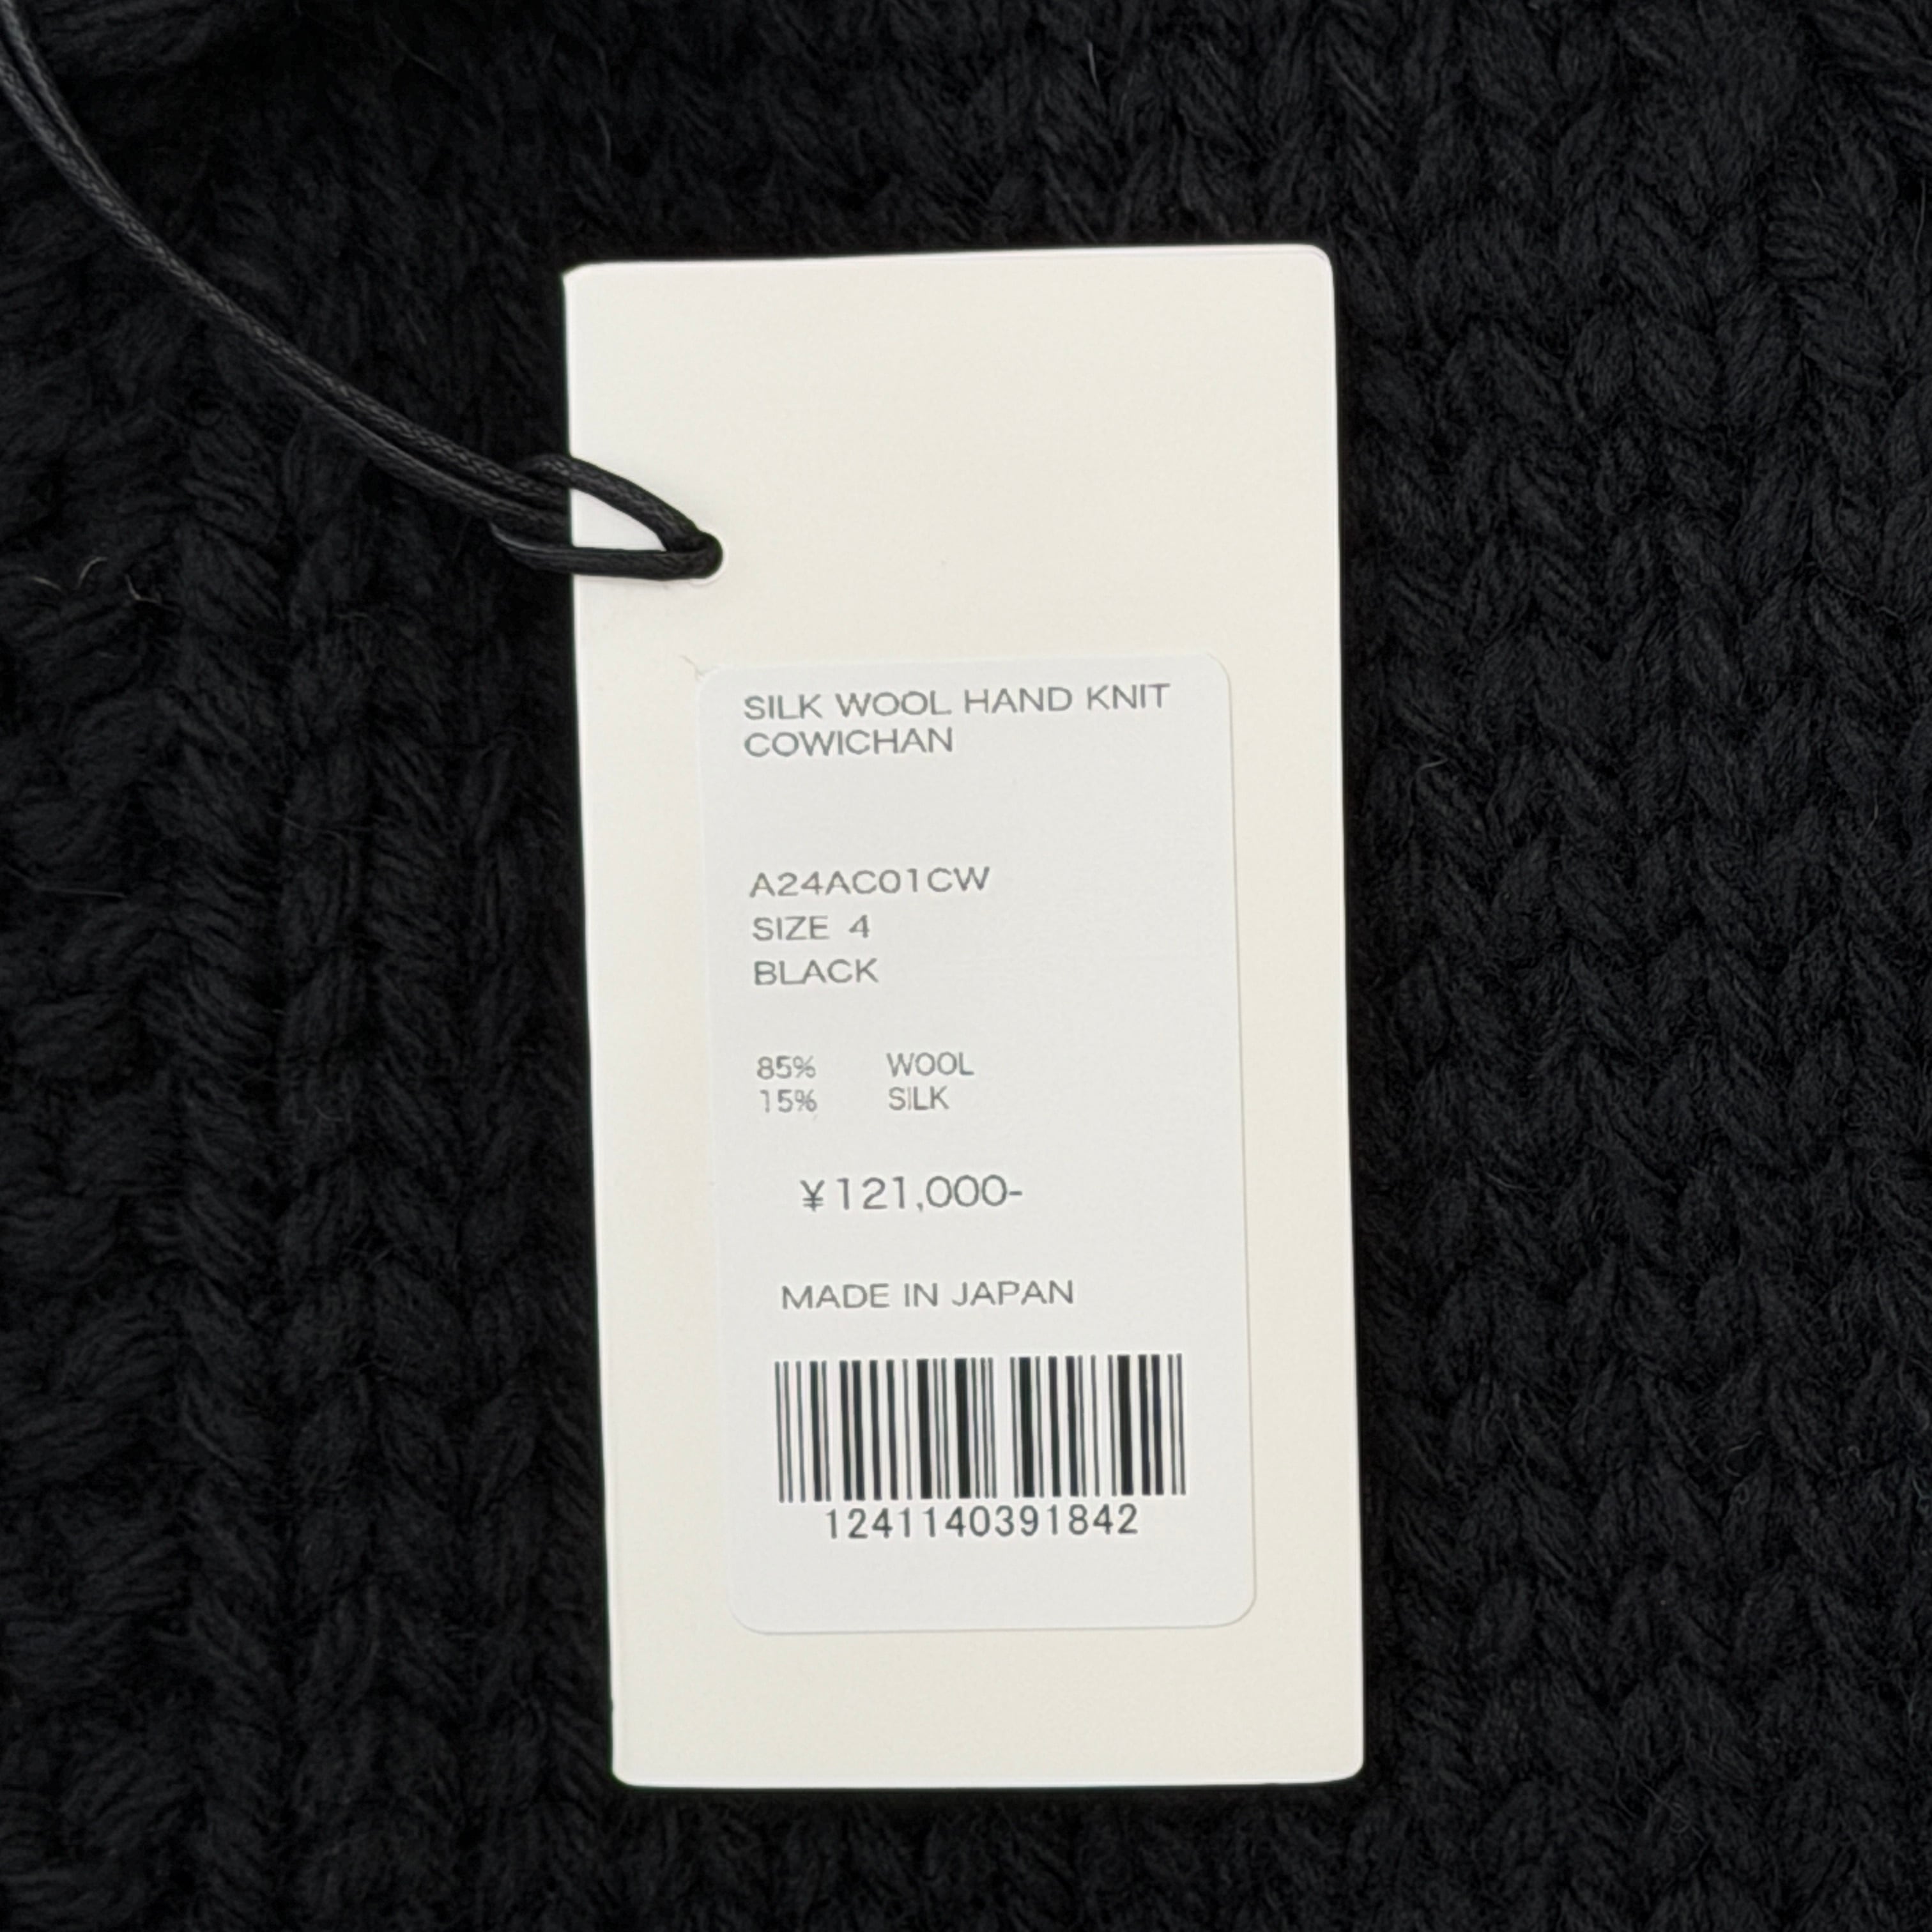 SILK WOOL HAND KNIT
COWICHAN
A24AC01CW
SIZE 4
BLACK
85% WOOL
15% SILK
¥121,000-
MADE IN JAPAN
1241140391842